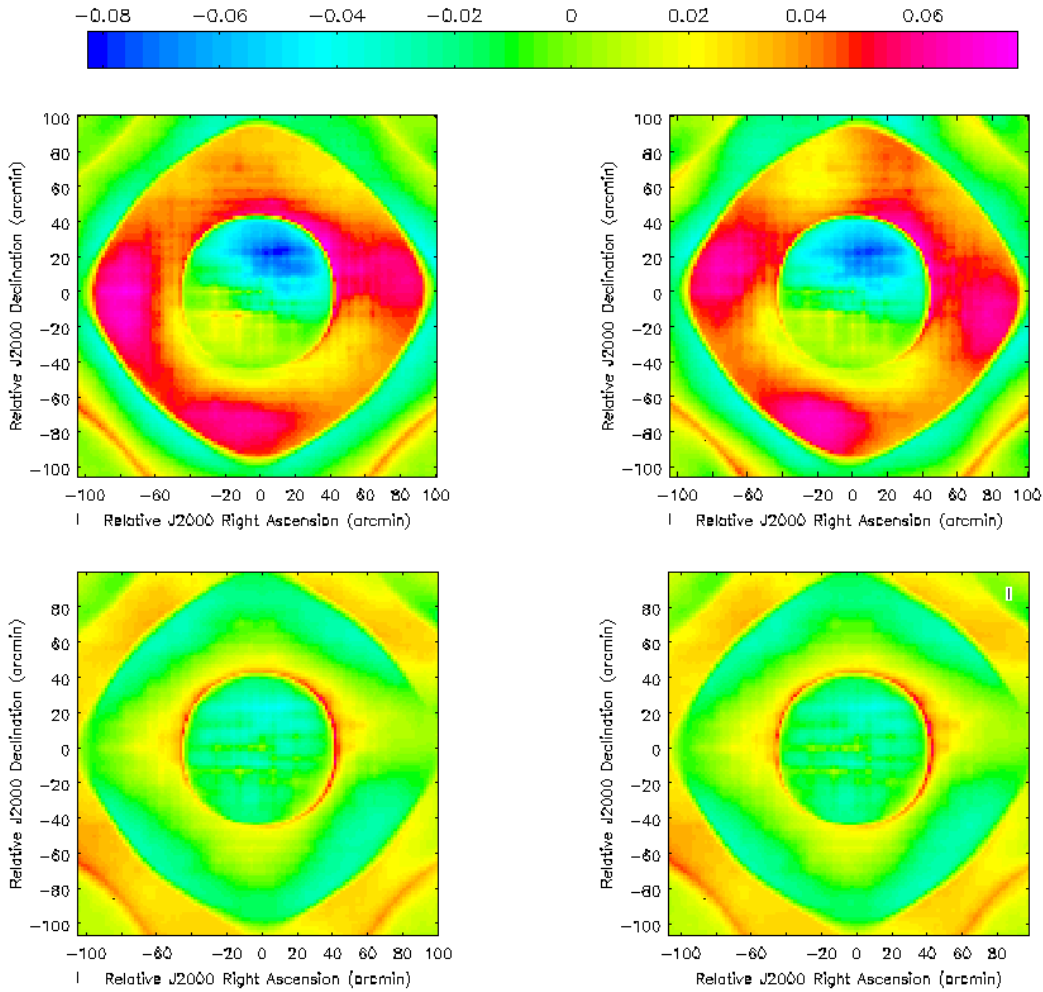 −0.08 −0.06 −0.04 −0.02 0 0.02 0.04 0.06
100 80 60 40 20 0 −20 −40 −60 −80 −100
Relative J2000 Declination (arcmin)
−100 −60 −20 0 20 40 60 80 100
Relative J2000 Right Ascension (arcmin)
100 80 60 40 20 0 −20 −40 −60 −80 −100
Relative J2000 Declination (arcmin)
−100 −60 −20 0 20 40 60 80 100
Relative J2000 Right Ascension (arcmin)
80 60 40 20 0 −20 −40 −60 −80 −100
Relative J2000 Declination (arcmin)
−100 −60 −20 0 20 40 60 80 100
Relative J2000 Right Ascension (arcmin)
80 60 40 20 0 −20 −40 −60 −80 −100
Relative J2000 Declination (arcmin)
−100 −60 −20 0 20 40 60 80
Relative J2000 Right Ascension (arcmin)